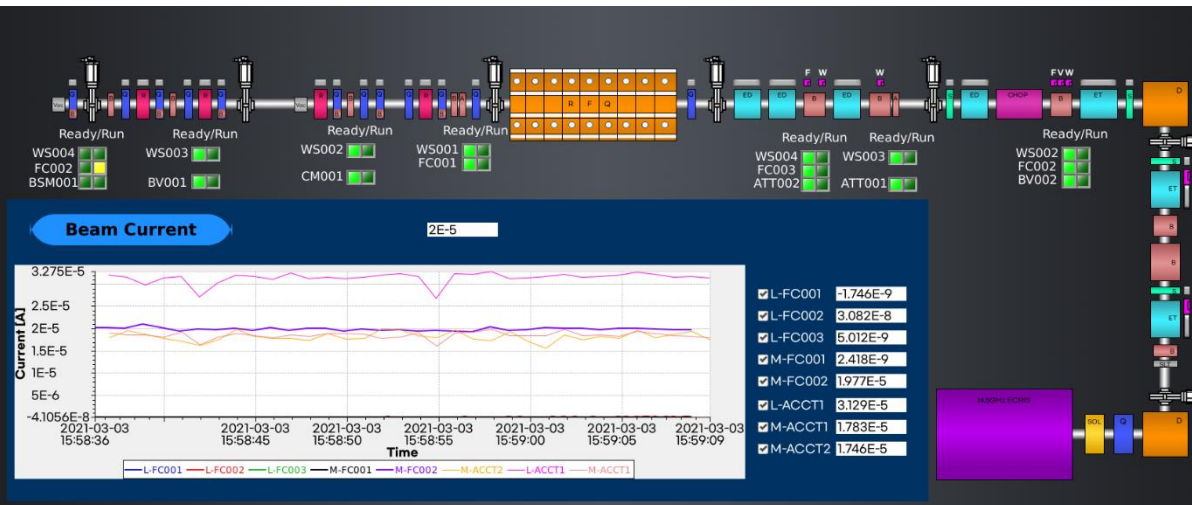 F W
W
FVW
Vac
Vac
R F Q
ED
ED
ED
ED
CHOP
ET
D
Ready/Run
Ready/Run
Ready/Run
Ready/Run
Ready/Run
Ready/Run
Ready/Run
WS004
FC002
BSM001
WS003
BV001
WS002
CM001
WS001
FC001
WS004
FC003
ATT002
WS003
ATT001
WS002
FC002
BV002
ET
B
B
ET
B
SLT
D
SOL
Q
Beam Current
2E-5
3.275E-5
2.5E-5
2E-5
1.5E-5
1E-5
5E-6
-4.1056E-8
Current [A]
2021-03-03 15:58:36
2021-03-03 15:58:45
2021-03-03 15:58:50
2021-03-03 15:58:55
2021-03-03 15:59:00
2021-03-03 15:59:05
2021-03-03 15:59:09
Time
L-FC001 L-FC002 L-FC003 M-FC001 M-FC002 M-ACCT2 L-ACCT1 M-ACCT1
L-FC001 -1.746E-9
L-FC002 3.082E-8
L-FC003 5.012E-9
M-FC001 2.418E-9
M-FC002 1.977E-5
L-ACCT1 3.129E-5
M-ACCT1 1.783E-5
M-ACCT2 1.746E-5